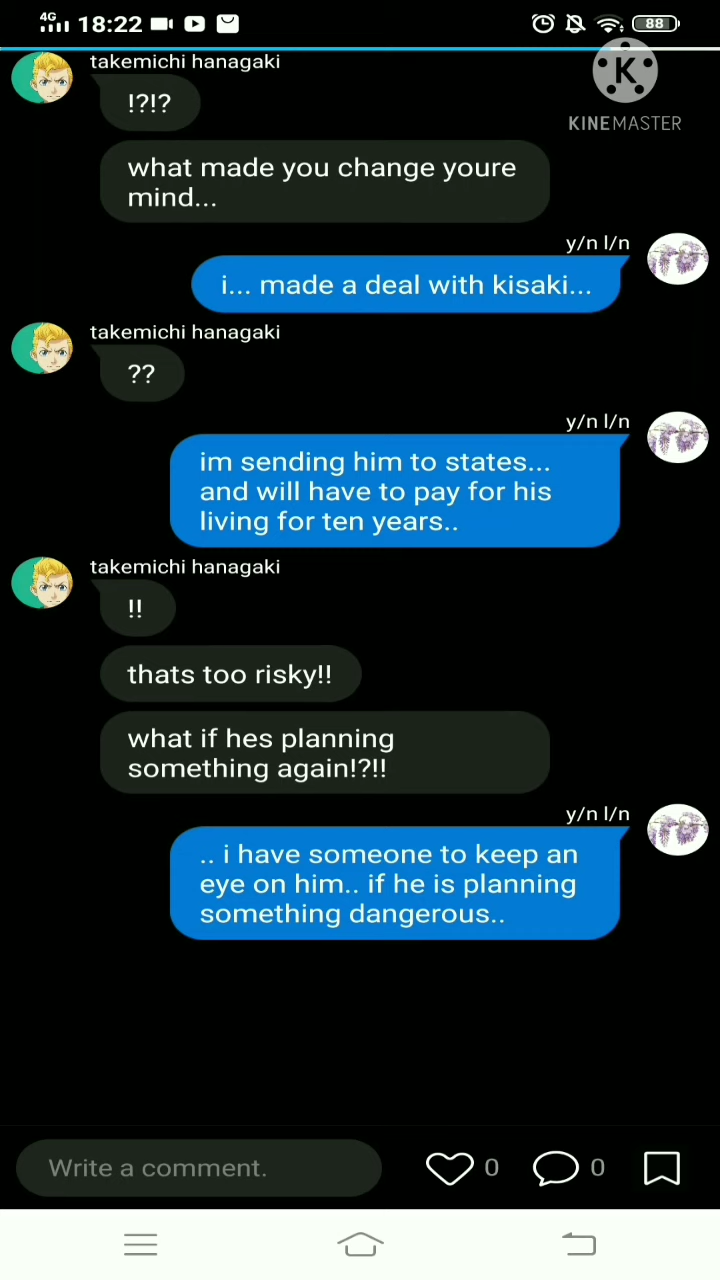 4G 18:22 88
takemichi hanagaki
!?!?
K
KINEMASTER
what made you change youre
mind...
y/n l/n
i... made a deal with kisaki...
takemichi hanagaki
??
y/n l/n
im sending him to states...
and will have to pay for his
living for ten years..
takemichi hanagaki
!!
thats too risky!!
what if hes planning
something again!?!!
y/n l/n
.. i have someone to keep an
eye on him.. if he is planning
something dangerous..
Write a comment. 0 0